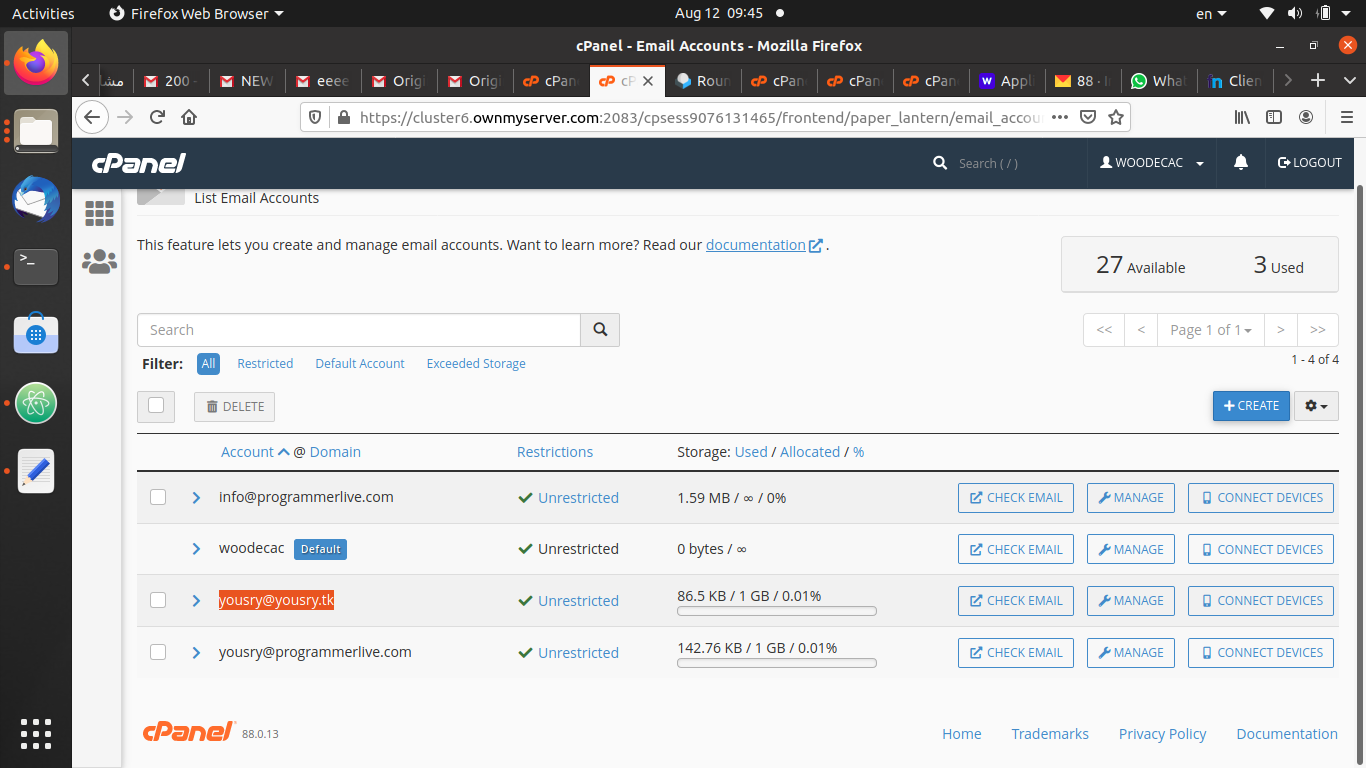 Activities Firefox Web Browser Aug 12 09:45 en
cPanel - Email Accounts - Mozilla Firefox
200 - NEW eeee Origi Origi cPan cP Roun cPan cPan cPan Appli 88 - I What Clien
https://cluster6.ownmyserver.com:2083/cpsess9076131465/frontend/paper_lantern/email_accou
cPanel Search ( / ) WOODECAC LOGOUT
List Email Accounts
This feature lets you create and manage email accounts. Want to learn more? Read our documentation .
27 Available 3 Used
Search << < Page 1 of 1 > >>
Filter: All Restricted Default Account Exceeded Storage 1 - 4 of 4
DELETE + CREATE
Account @ Domain Restrictions Storage: Used / Allocated / %
info@programmerlive.com Unrestricted 1.59 MB / ∞ / 0% CHECK EMAIL MANAGE CONNECT DEVICES
woodecac Default Unrestricted 0 bytes / ∞ CHECK EMAIL MANAGE CONNECT DEVICES
yousry@yousry.tk Unrestricted 86.5 KB / 1 GB / 0.01% CHECK EMAIL MANAGE CONNECT DEVICES
yousry@programmerlive.com Unrestricted 142.76 KB / 1 GB / 0.01% CHECK EMAIL MANAGE CONNECT DEVICES
cPanel 88.0.13 Home Trademarks Privacy Policy Documentation